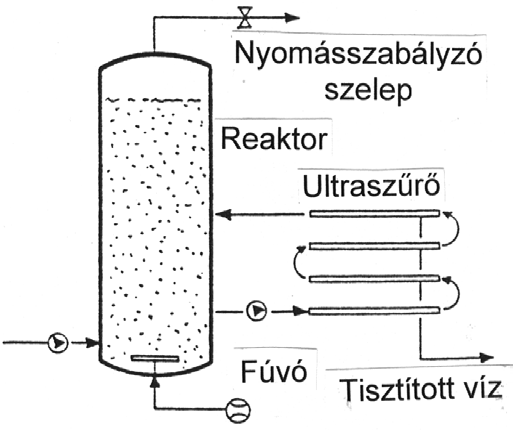 Nyomásszabályzó
szelep
Reaktor
Ultraszűrő
Fúvó
Tisztított víz